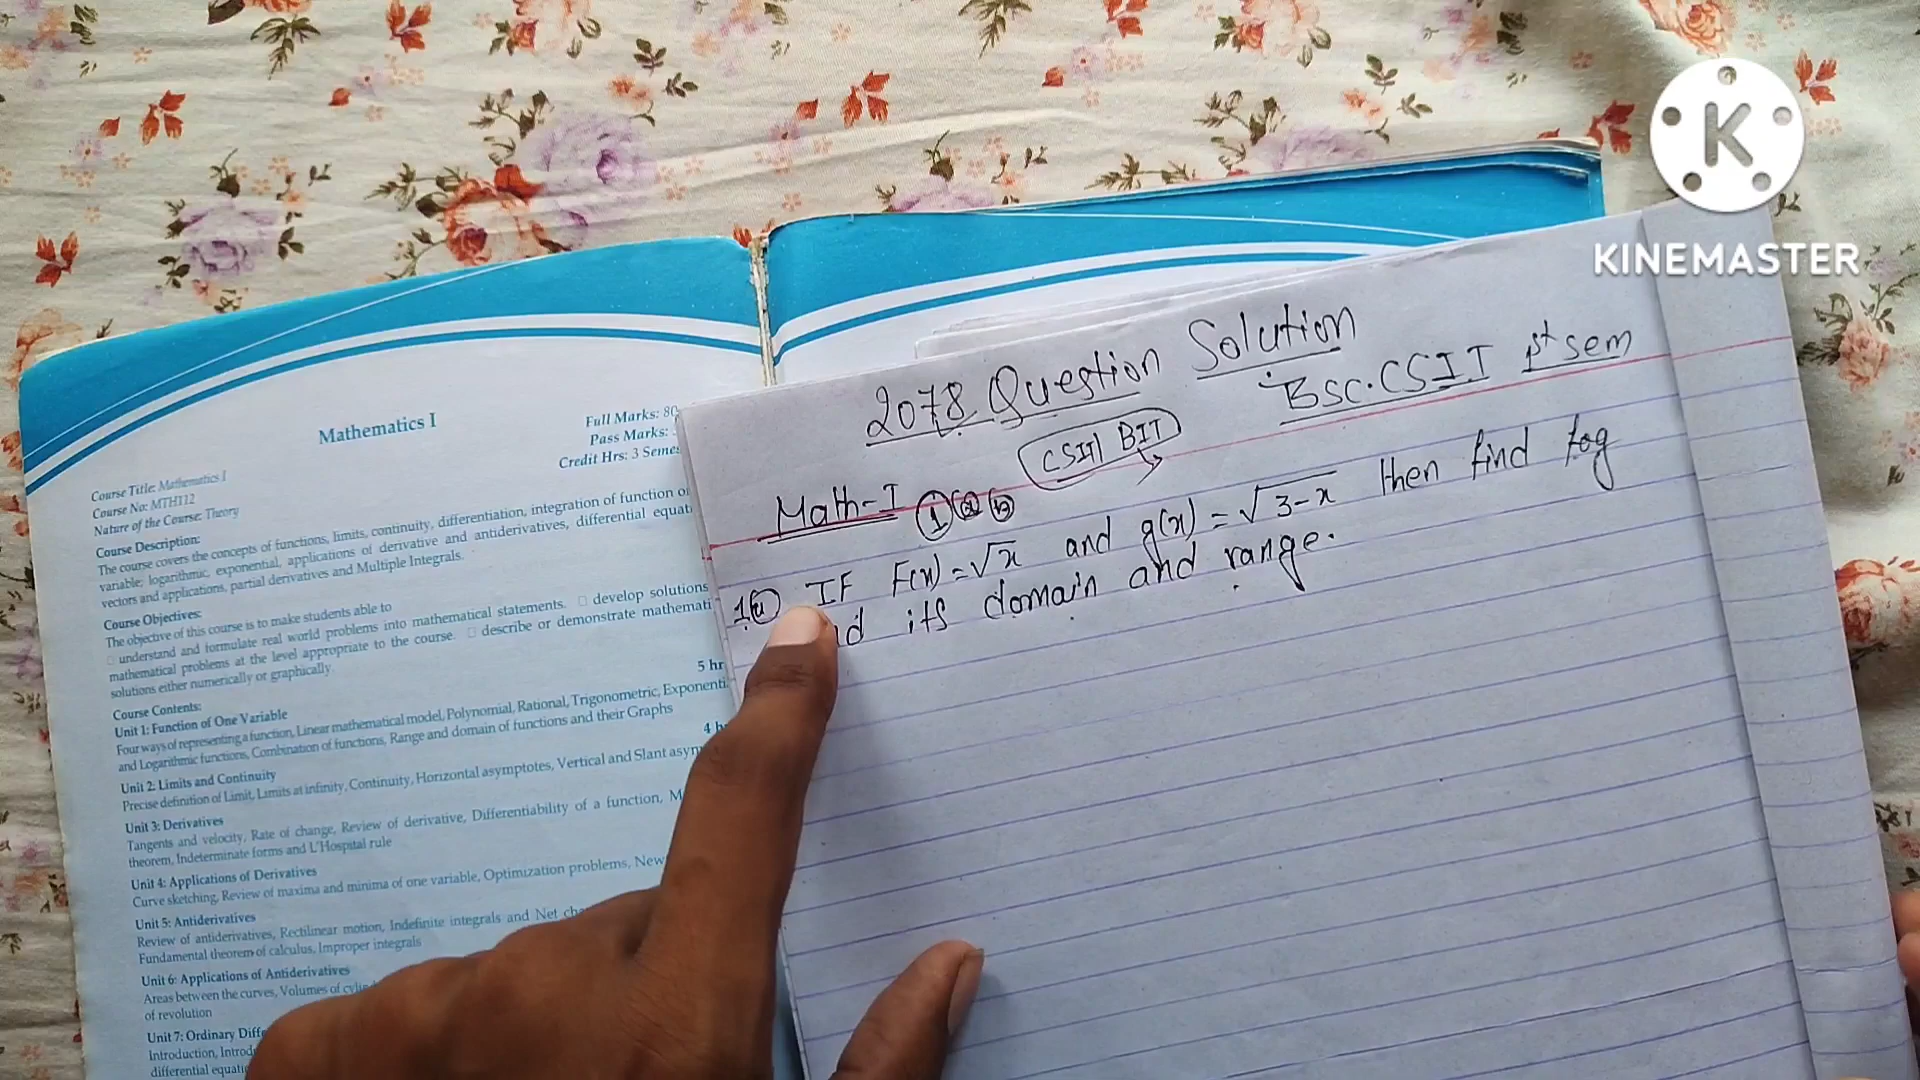 KINEMASTER
Mathematics I
Full Marks: 80
Pass Marks:
Credit Hrs: 3
Course Title: Mathematics I
Course No: MTH112
Nature of the Course: Theory
Course Description:
The course covers the concepts of functions, limits, continuity, differentiation, integration of function
variable; logarithmic, exponential, applications of derivative and antiderivatives, differential
vectors and applications, partial derivatives and Multiple Integrals.
Course Objectives:
The objective of this course is to make students able to
understand and formulate real world problems into mathematical statements. □ develop solutions
mathematical problems at the level appropriate to the course. □ describe or demonstrate
solutions either numerically or graphically.
Course Contents:
5
Unit 1: Function of One Variable
Four ways of representing a function, Linear mathematical model, Polynomial, Rational, Trigonometric,
and Logarithmic functions, Combination of functions, Range and domain of functions and their Graphs
4
Unit 2: Limits and Continuity
Precise definition of Limit, Limits at infinity, Continuity, Horizontal asymptotes, Vertical and Slant
Unit 3: Derivatives
Tangents and velocity, Rate of change, Review of derivative, Differentiability of a function,
theorem, Indeterminate forms and L'Hospital rule
Unit 4: Applications of Derivatives
Curve sketching, Review of maxima and minima of one variable, Optimization problems,
Unit 5: Antiderivatives
Review of antiderivatives, Rectilinear motion, Indefinite integrals and Net
Fundamental theorem of calculus, Improper integrals
Unit 6: Applications of Antiderivatives
Areas between the curves, Volumes of
of revolution
Unit 7: Ordinary
Introduction,
differential
2078 Question Solution
BSC.CSIT 1st sem
CSIT| BIT
Math-I ① ⓐ ⓑ
1.ⓐ IF F(x)=√x and g(x)=√3-x then find fog
its domain and range.